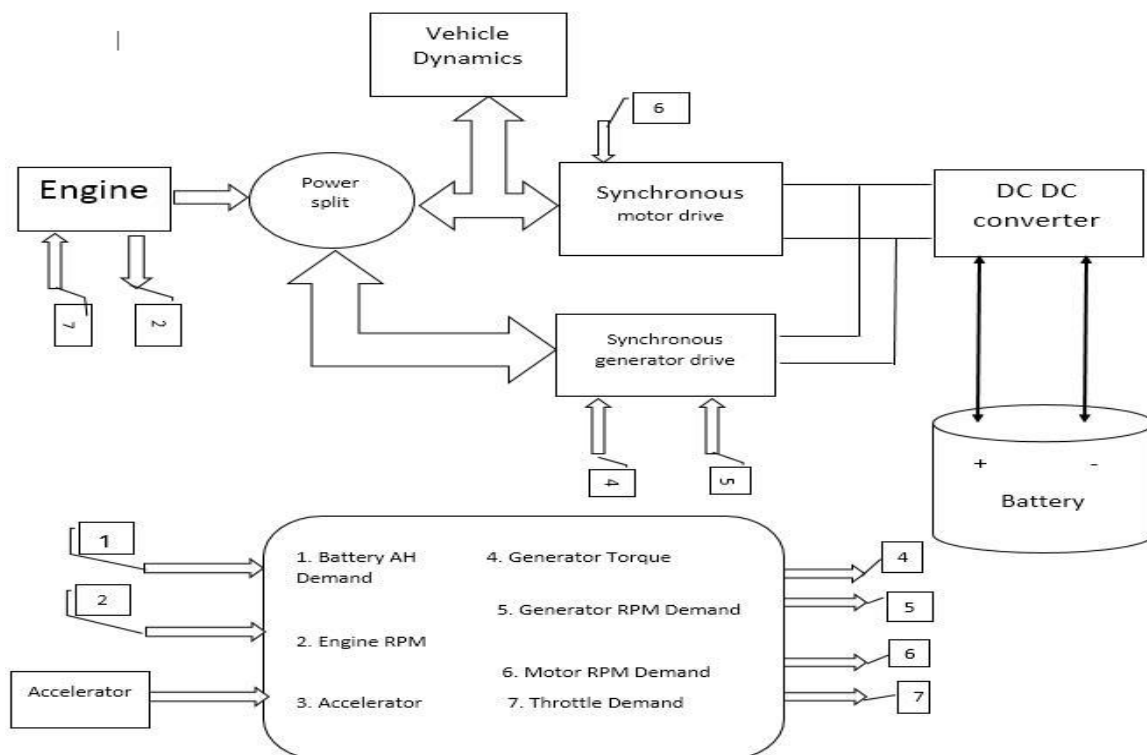 Vehicle
Dynamics
6
Engine
Power
split
Synchronous
motor drive
DC DC
converter
7
2
Synchronous
generator drive
4
5
+ -
Battery
1
2
Accelerator
1. Battery AH
Demand
2. Engine RPM
3. Accelerator
4. Generator Torque
5. Generator RPM Demand
6. Motor RPM Demand
7. Throttle Demand
4
5
6
7